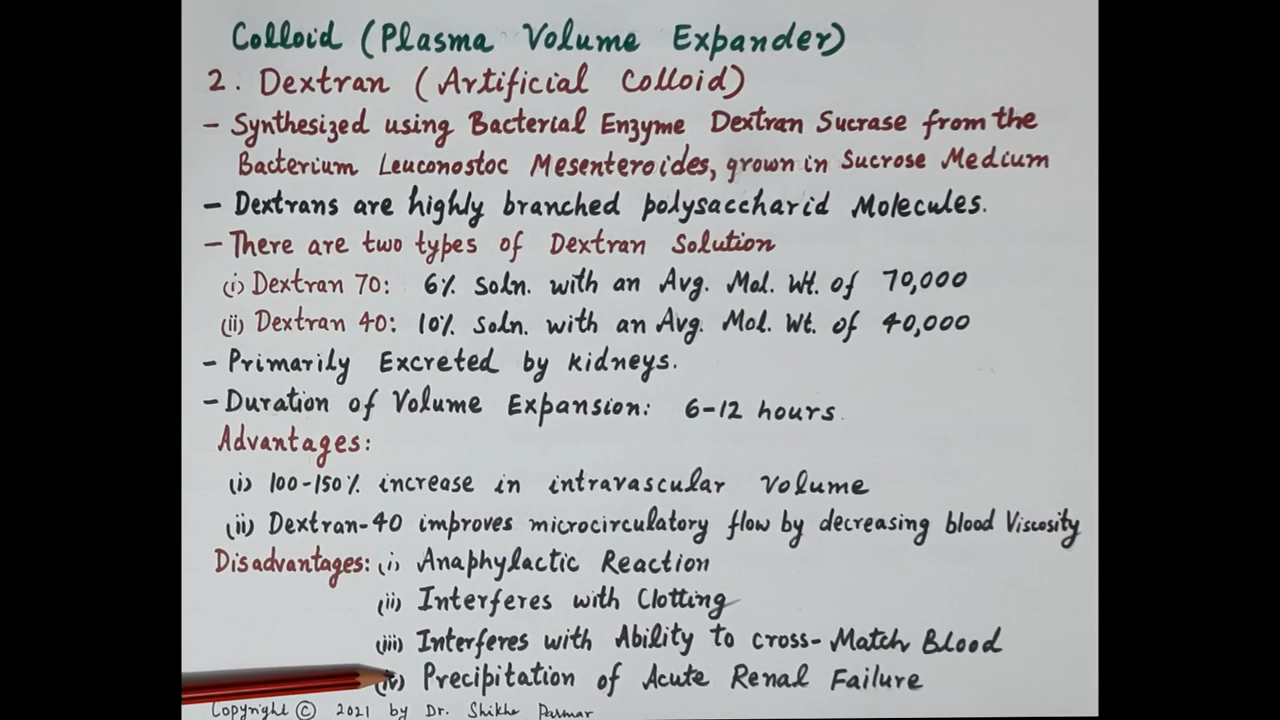 Colloid (Plasma Volume Expander)
2. Dextran (Artificial Colloid)
- Synthesized using Bacterial Enzyme Dextran Sucrase from the
Bacterium Leuconostoc Mesenteroides, grown in Sucrose Medium
- Dextrans are highly branched polysaccharid Molecules.
- There are two types of Dextran Solution
(i) Dextran 70: 6% Soln. with an Avg. Mol. Wt. of 70,000
(ii) Dextran 40: 10% Soln. with an Avg. Mol. Wt. of 40,000
- Primarily Excreted by kidneys.
- Duration of Volume Expansion: 6-12 hours.
Advantages:
(i) 100-150% increase in intravascular volume
(ii) Dextran-40 improves microcirculatory flow by decreasing blood Viscosity
Disadvantages: (i) Anaphylactic Reaction
(ii) Interferes with Clotting
(iii) Interferes with Ability to cross-Match Blood
(iv) Precipitation of Acute Renal Failure
Copyright © 2021 by Dr. Shikha Parmar